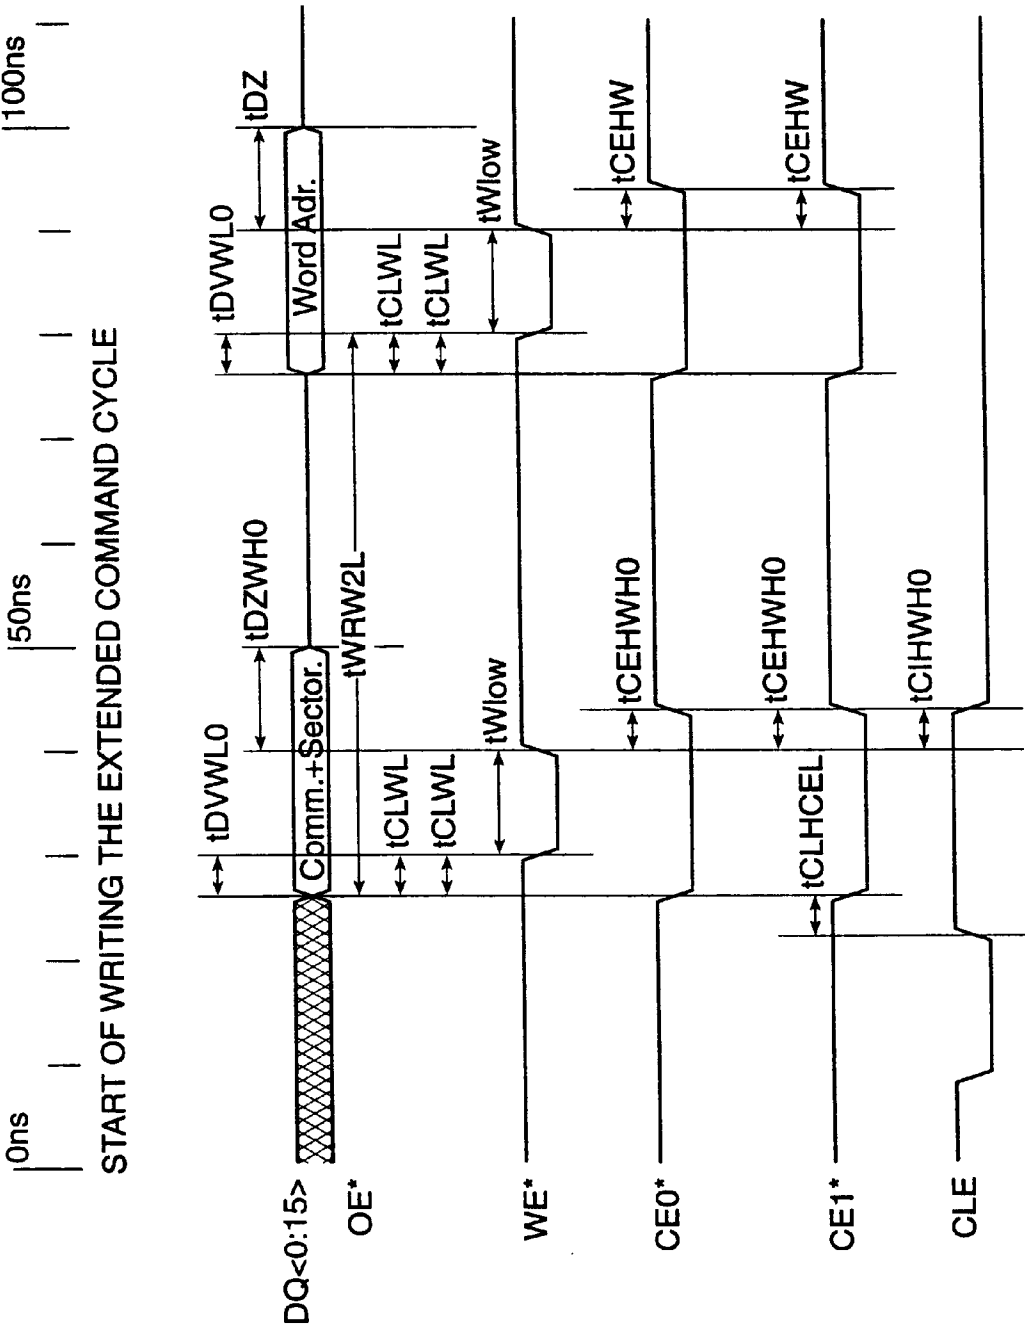 0ns 50ns 100ns
START OF WRITING THE EXTENDED COMMAND CYCLE
tDVWL0 tDZWH0 tDVWL0 tDZ
DQ<0:15> Comm.+Sector. Word Adr.
OE* tWRW2L
tCLWL tCLWL
tCLWL tCLWL
tWlow tWlow
WE*
tCEHWH0 tCEHW
CE0*
tCLHCEL tCEHWH0 tCEHW
CE1*
tCIHWH0
CLE